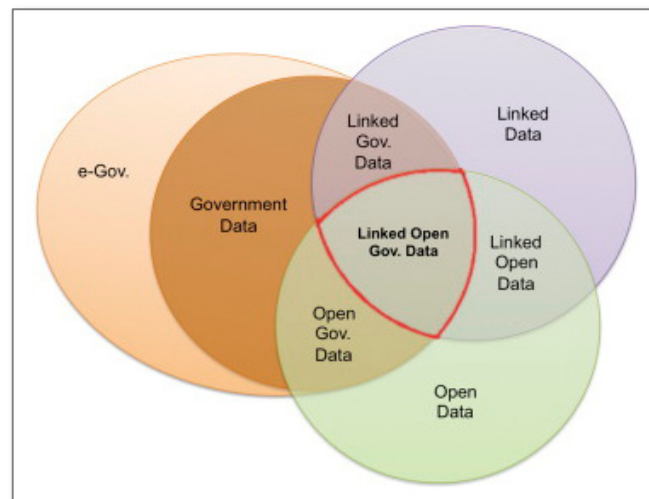 Linked
Gov.
Data
Linked
Data
e-Gov.
Government
Data
Linked Open
Gov. Data
Linked
Open
Data
Open
Gov.
Data
Open
Data